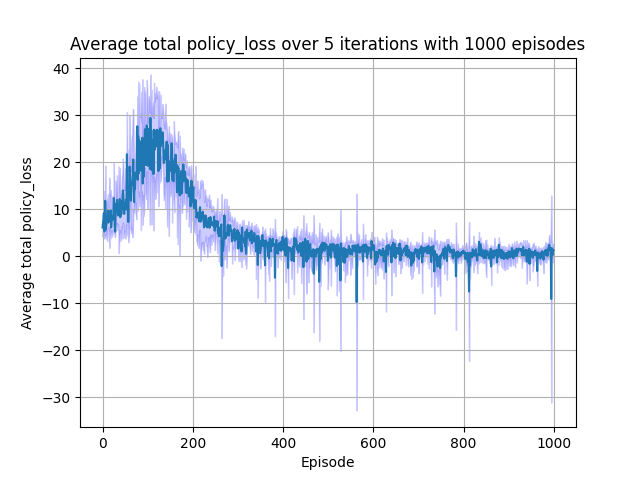 Average total policy_loss over 5 iterations with 1000 episodes
40
30
20
10
0
−10
−20
−30
Average total policy_loss
0 200 400 600 800 1000
Episode